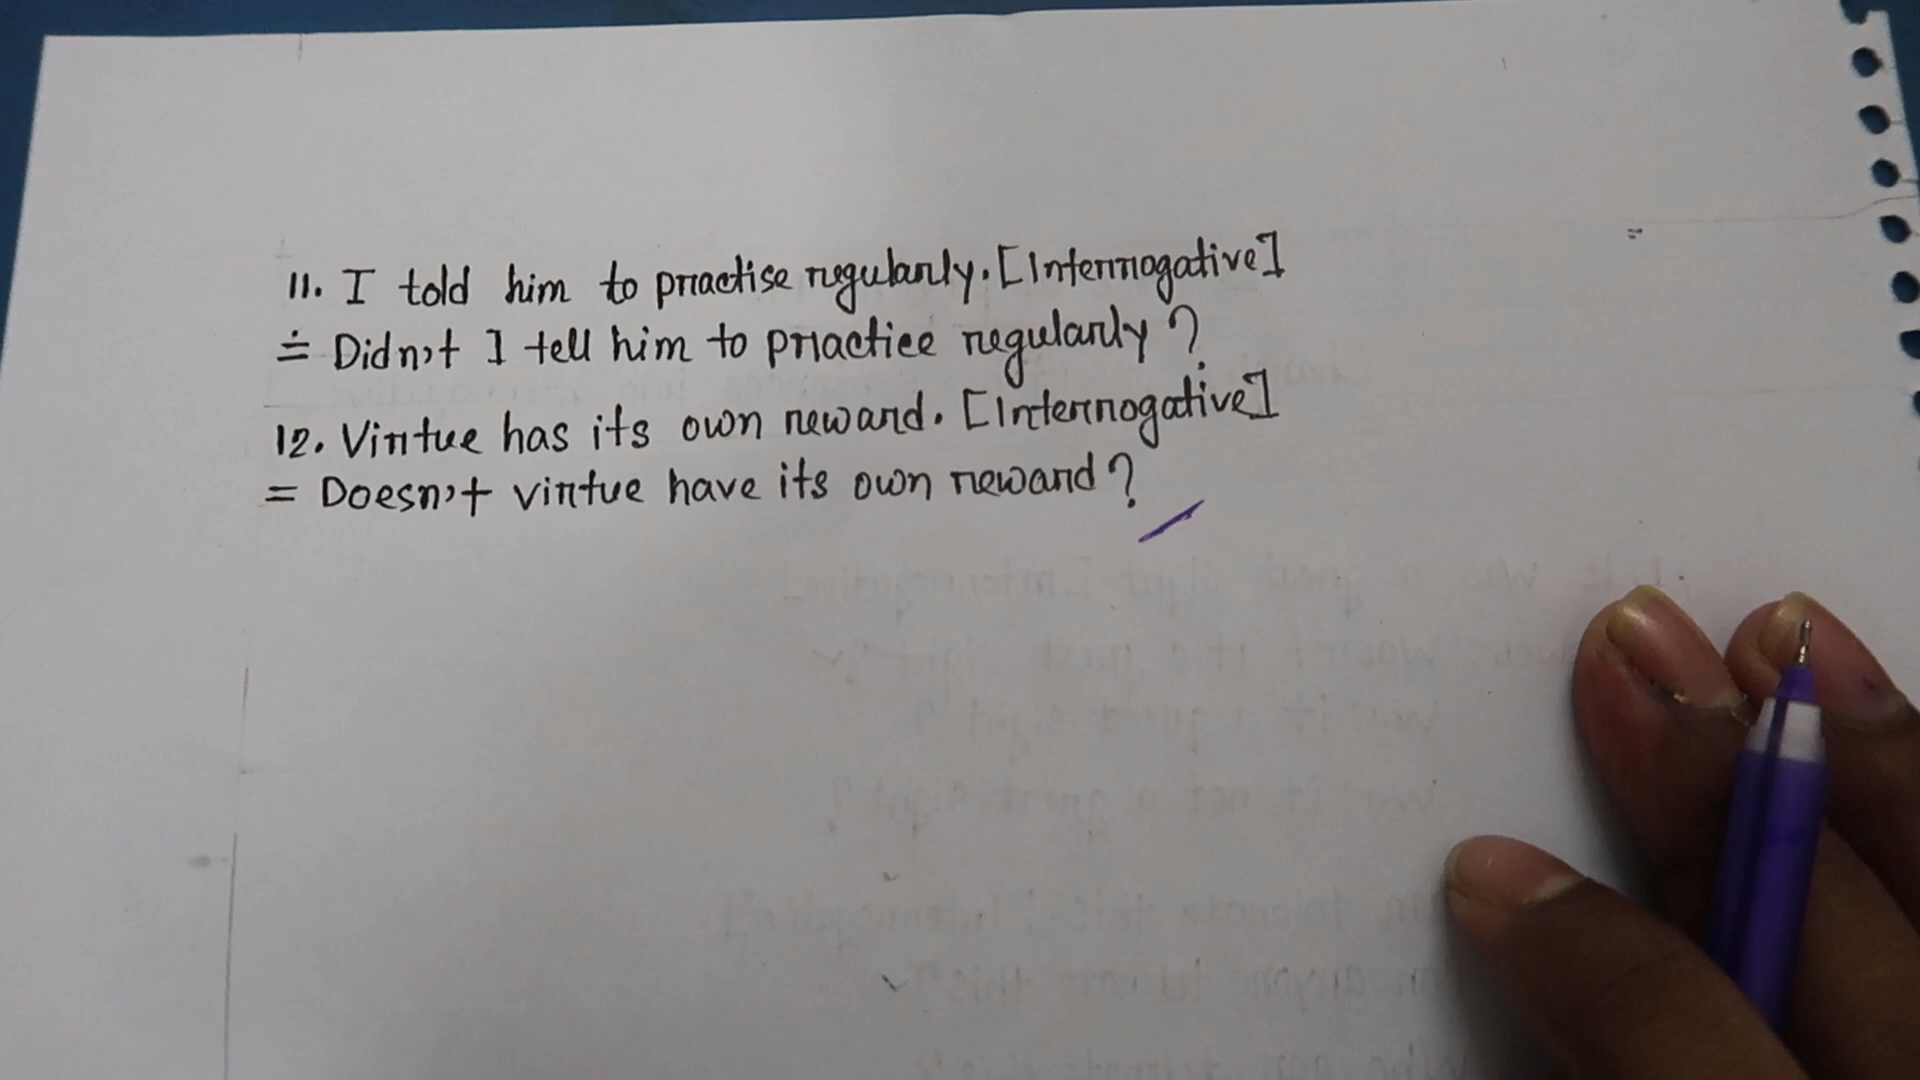 11. I told him to practise regularly. [Interrogative]
= Didn't I tell him to practice regularly?
12. Virtue has its own reward. [Interrogative]
= Doesn't virtue have its own reward?